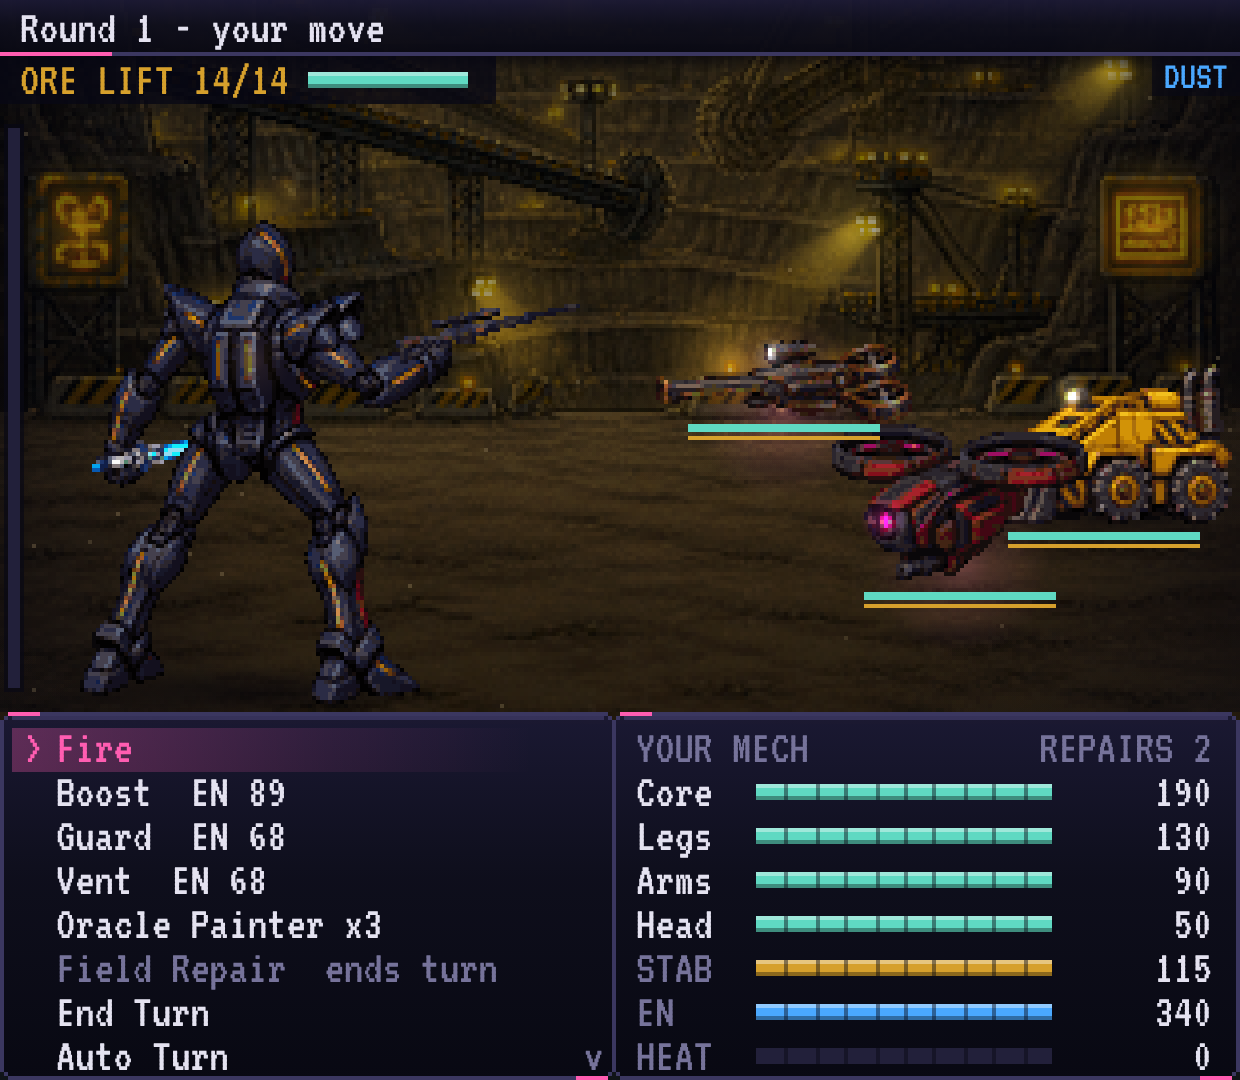 Round 1 - your move
ORE LIFT 14/14
DUST
> Fire
Boost EN 89
Guard EN 68
Vent EN 68
Oracle Painter x3
Field Repair ends turn
End Turn
Auto Turn v
YOUR MECH REPAIRS 2
Core 190
Legs 130
Arms 90
Head 50
STAB 115
EN 340
HEAT 0